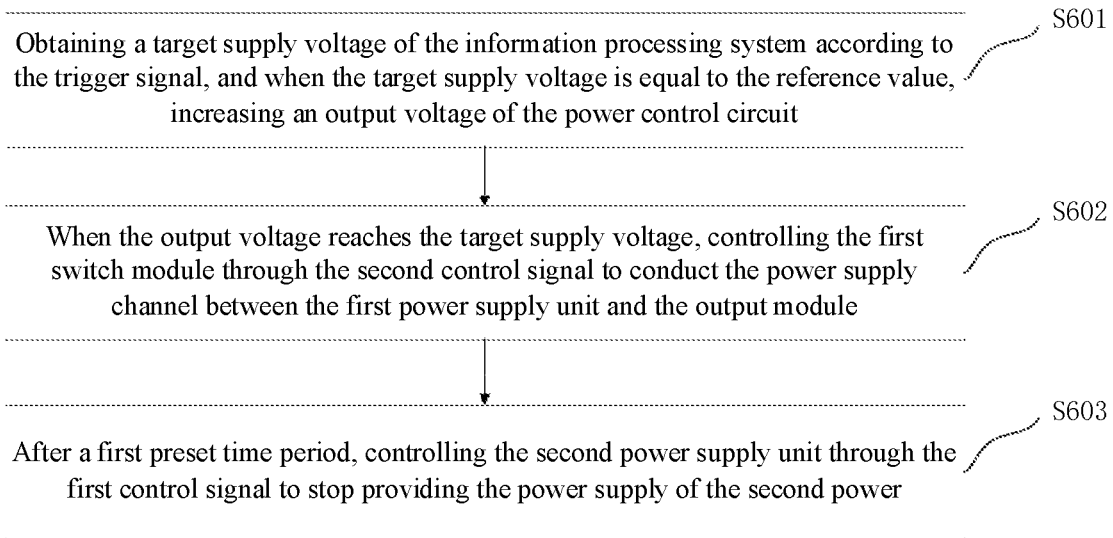 S601
Obtaining a target supply voltage of the information processing system according to
the trigger signal, and when the target supply voltage is equal to the reference value,
increasing an output voltage of the power control circuit
S602
When the output voltage reaches the target supply voltage, controlling the first
switch module through the second control signal to conduct the power supply
channel between the first power supply unit and the output module
S603
After a first preset time period, controlling the second power supply unit through the
first control signal to stop providing the power supply of the second power